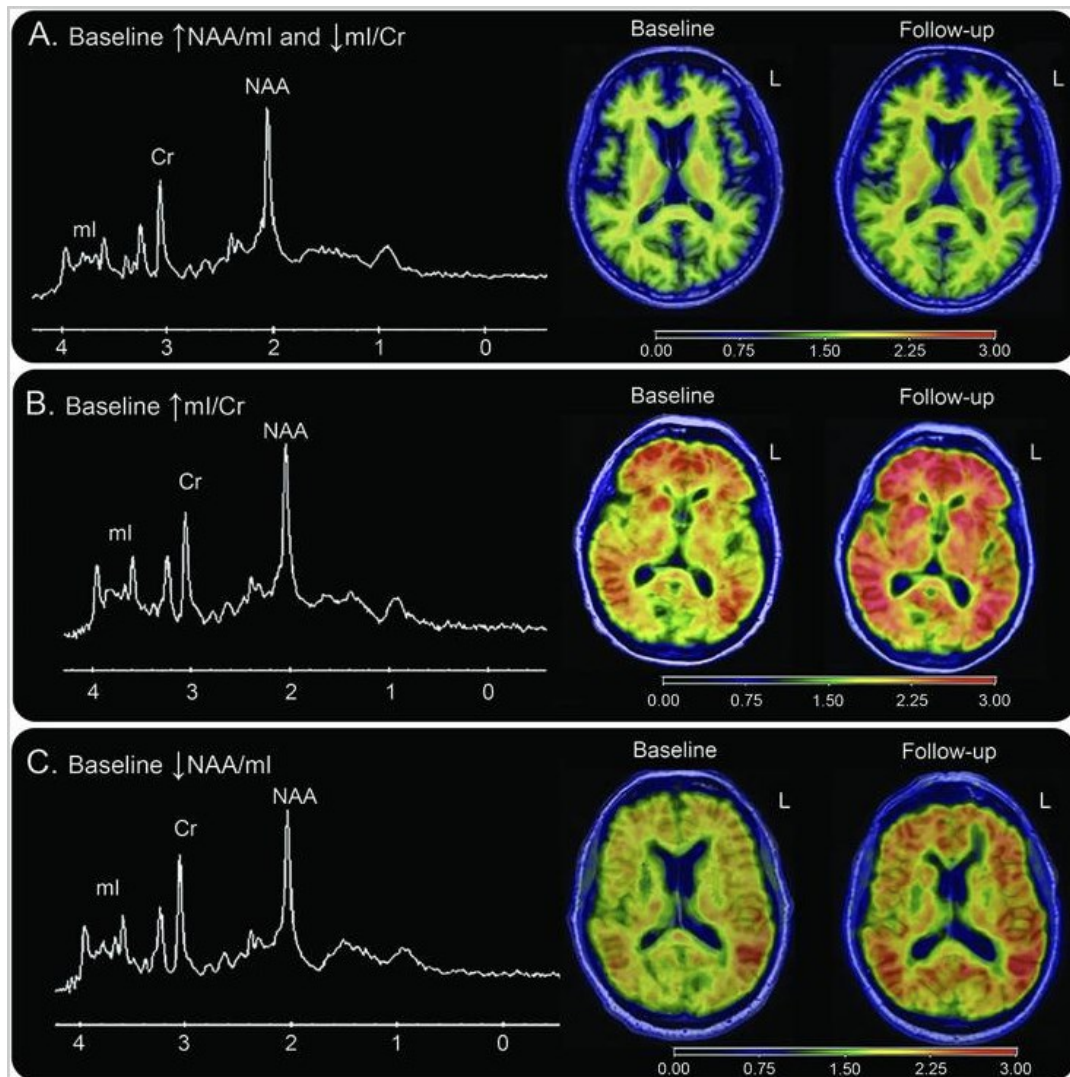 A. Baseline ↑NAA/mI and ↓mI/Cr
Baseline
Follow-up
NAA
L
L
Cr
mI
4 3 2 1 0
0.00 0.75 1.50 2.25 3.00
B. Baseline ↑mI/Cr
Baseline
Follow-up
NAA
L
L
Cr
mI
4 3 2 1 0
0.00 0.75 1.50 2.25 3.00
C. Baseline ↓NAA/mI
Baseline
Follow-up
NAA
L
L
Cr
mI
4 3 2 1 0
0.00 0.75 1.50 2.25 3.00